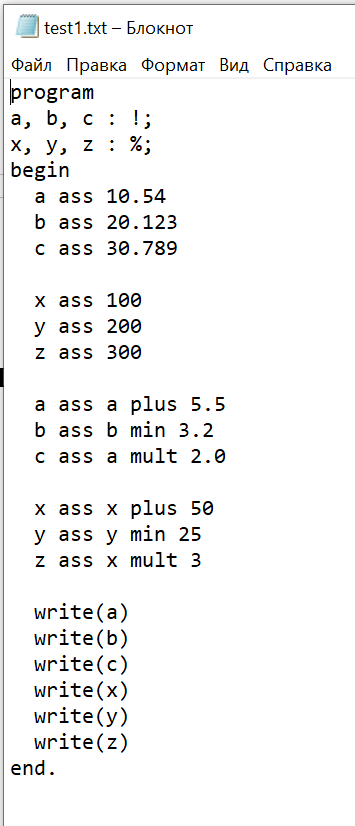 test1.txt – Блокнот
Файл Правка Формат Вид Справка
program
a, b, c : !;
x, y, z : %;
begin
  a ass 10.54
  b ass 20.123
  c ass 30.789

  x ass 100
  y ass 200
  z ass 300

  a ass a plus 5.5
  b ass b min 3.2
  c ass a mult 2.0

  x ass x plus 50
  y ass y min 25
  z ass x mult 3

  write(a)
  write(b)
  write(c)
  write(x)
  write(y)
  write(z)
end.